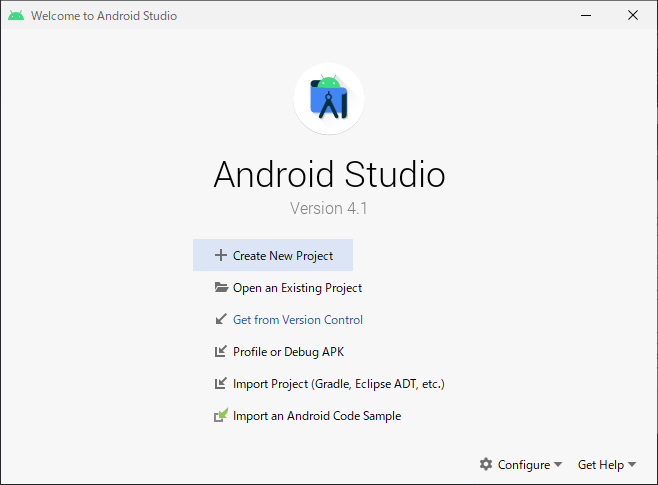 Welcome to Android Studio
Android Studio
Version 4.1
Create New Project
Open an Existing Project
Get from Version Control
Profile or Debug APK
Import Project (Gradle, Eclipse ADT, etc.)
Import an Android Code Sample
Configure
Get Help